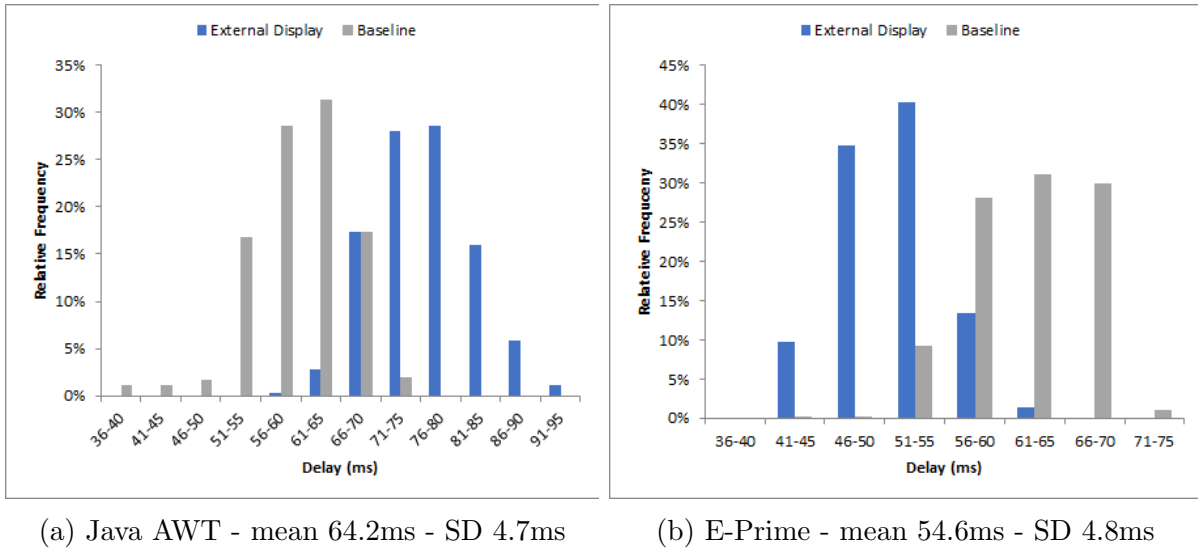 External Display Baseline
35%
30%
25%
20%
15%
10%
5%
0%
Relative Frequency
36-40 41-45 46-50 51-55 56-60 61-65 66-70 71-75 76-80 81-85 86-90 91-95
Delay (ms)
(a) Java AWT - mean 64.2ms - SD 4.7ms
External Display Baseline
45%
40%
35%
30%
25%
20%
15%
10%
5%
0%
Relateive Frequceny
36-40 41-45 46-50 51-55 56-60 61-65 66-70 71-75
Delay (ms)
(b) E-Prime - mean 54.6ms - SD 4.8ms